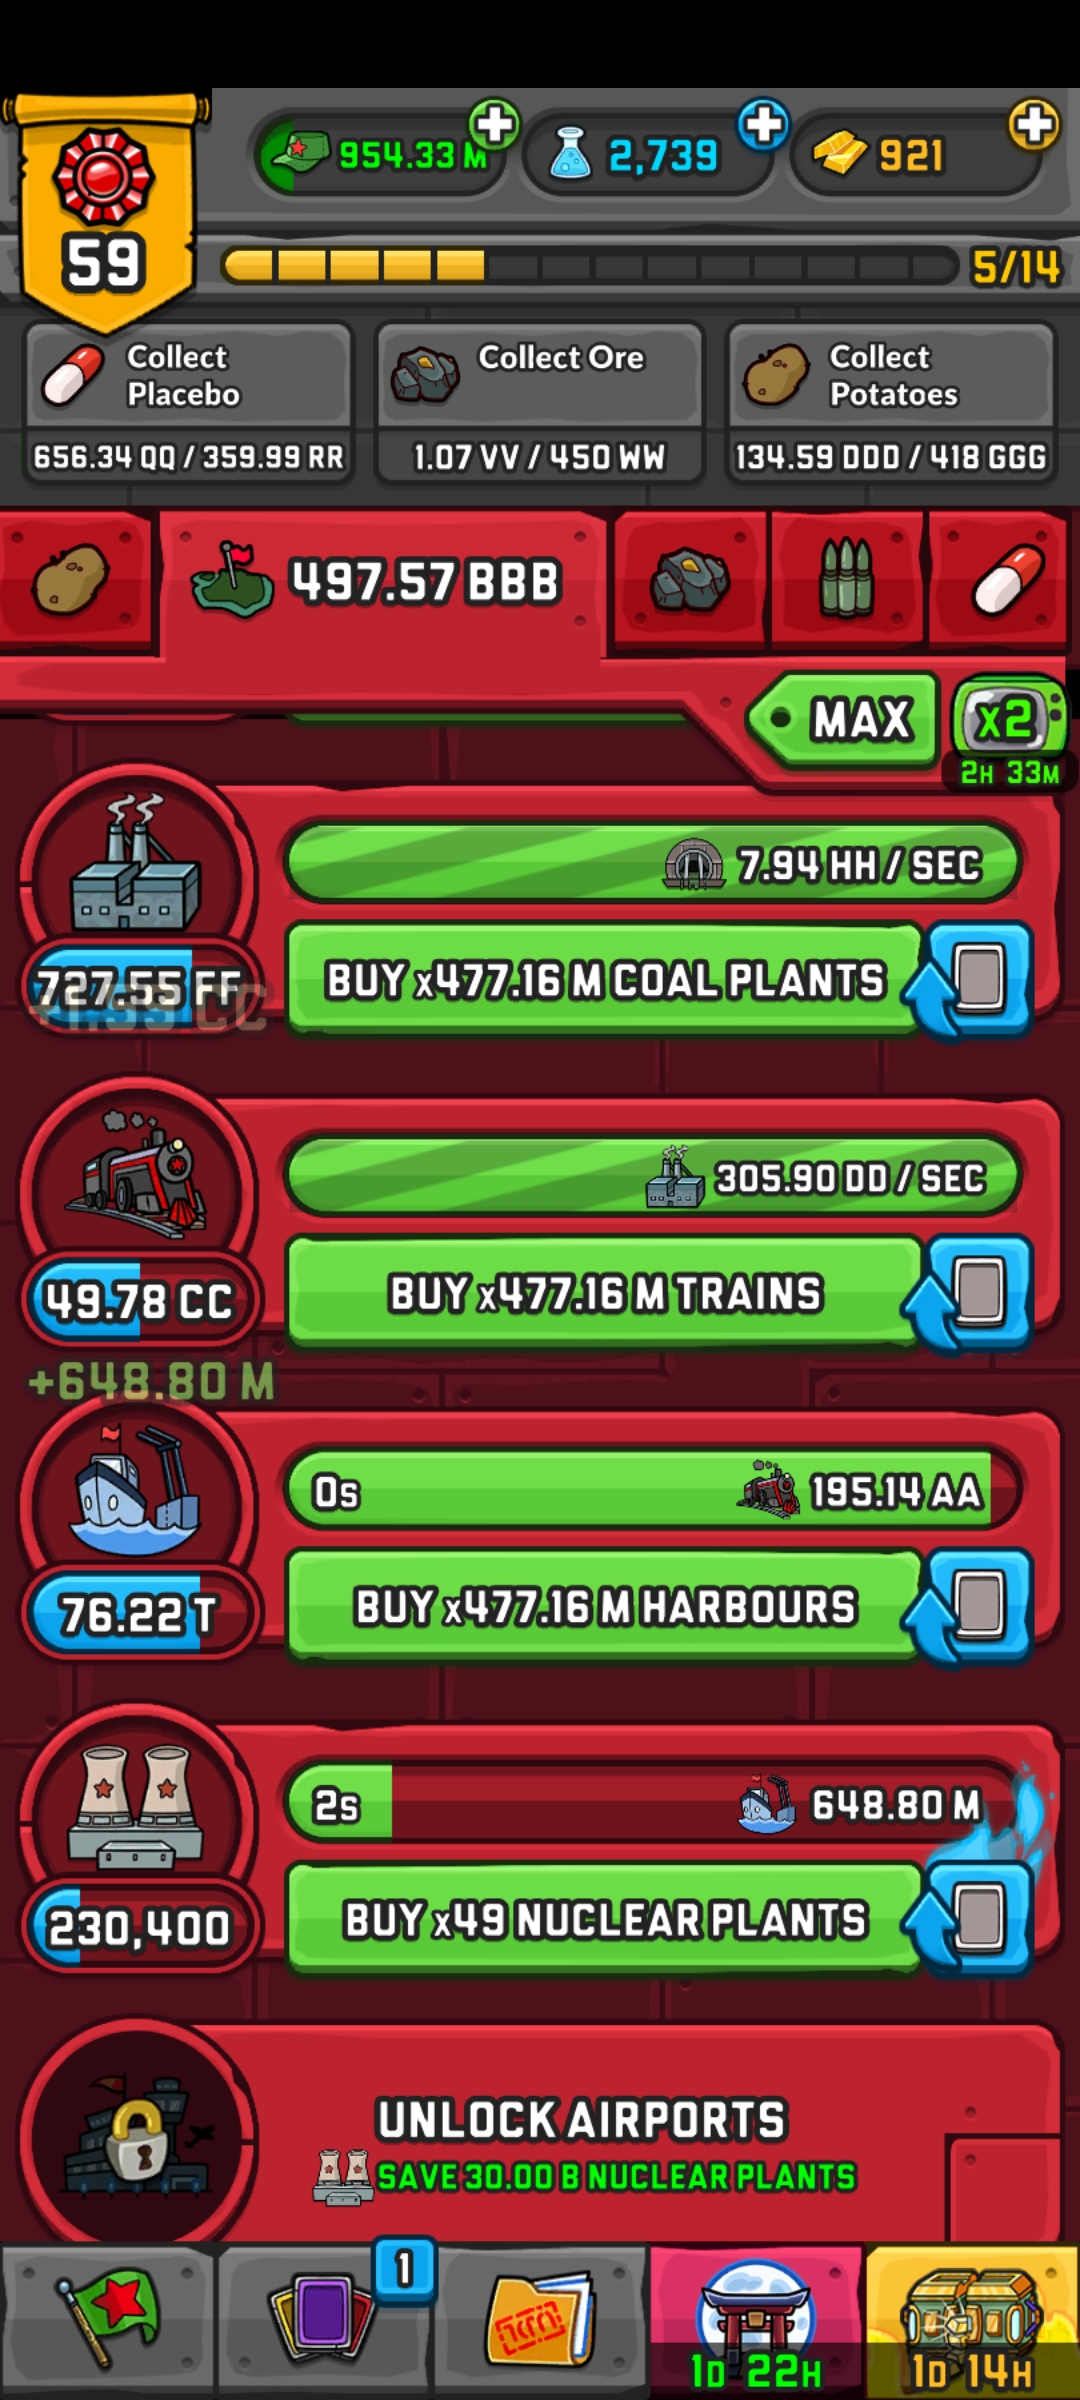 954.33 M
2,739
921
59
5/14
Collect
Placebo
656.34 QQ / 359.99 RR
Collect Ore
1.07 VV / 450 WW
Collect
Potatoes
134.59 DDD / 418 GGG
497.57 BBB
MAX
x2
2H 33M
7.94 HH / SEC
727.55 FF
BUY x477.16 M COAL PLANTS
305.90 DD / SEC
49.78 CC
BUY x477.16 M TRAINS
+648.80 M
0s
195.14 AA
76.22 T
BUY x477.16 M HARBOURS
2s
648.80 M
230,400
BUY x49 NUCLEAR PLANTS
UNLOCK AIRPORTS
SAVE 30.00 B NUCLEAR PLANTS
1
1D 22H
1D 14H